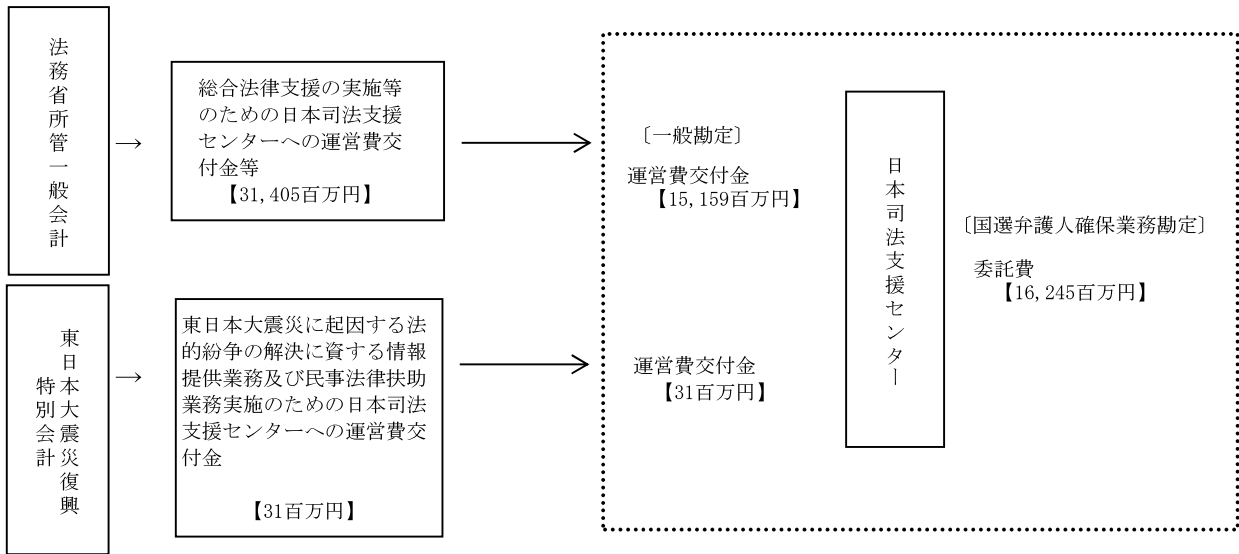 法務省所管一般会計
→
総合法律支援の実施等
のための日本司法支援
センターへの運営費交
付金等
【31,405百万円】
〔一般勘定〕
運営費交付金
【15,159百万円】
日本司法支援センター
〔国選弁護人確保業務勘定〕
委託費
【16,245百万円】
東日本大震災復興
特別会計
→
東日本大震災に起因する法
的紛争の解決に資する情報
提供業務及び民事法律扶助
業務実施のための日本司法
支援センターへの運営費交
付金
【31百万円】
運営費交付金
【31百万円】